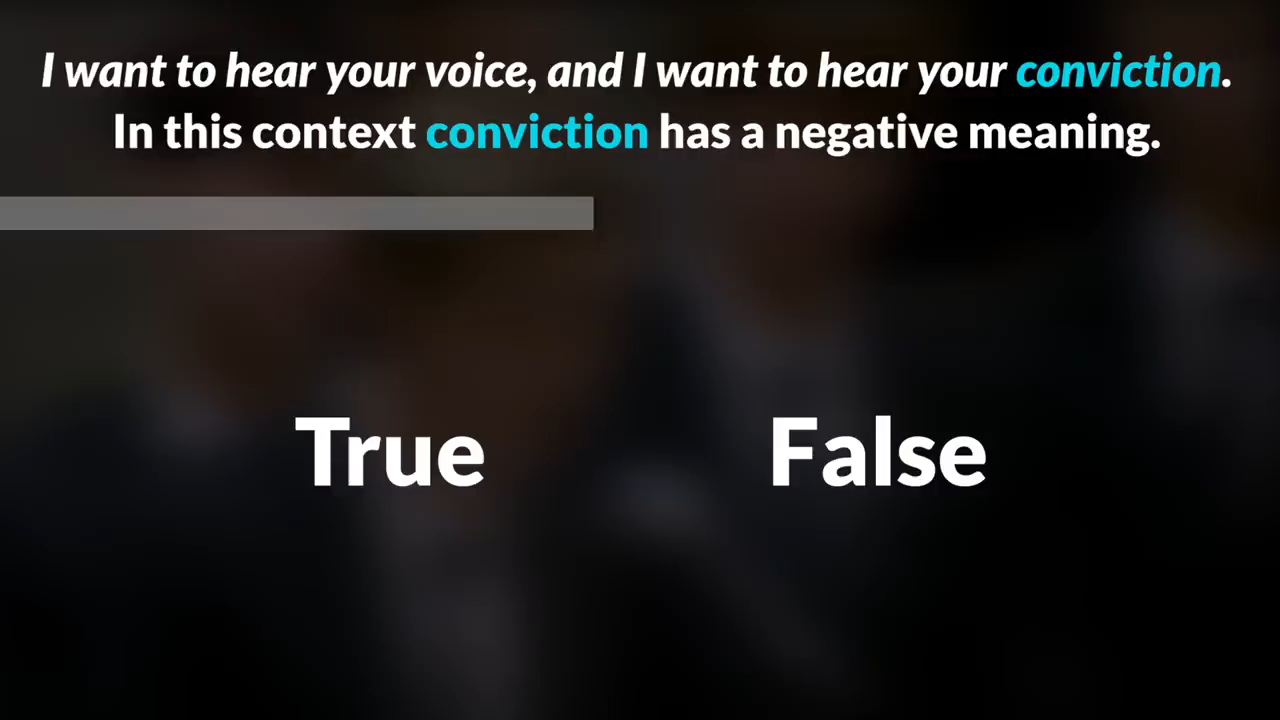 I want to hear your voice, and I want to hear your conviction.
In this context conviction has a negative meaning.
True
False